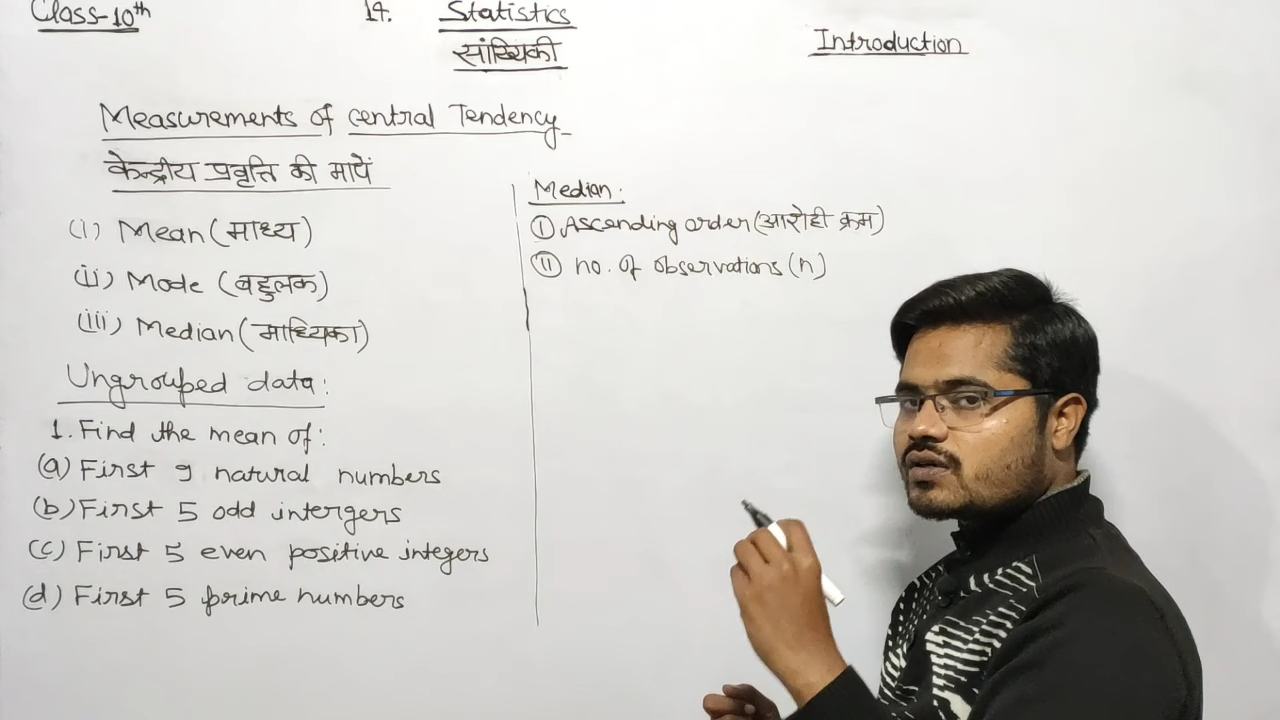 Class-10th
14.
Statistics
सांख्यिकी
Introduction
Measurements of central Tendency
केन्द्रीय प्रवृत्ति की मापें
(i) Mean (माध्य)
(ii) Mode (बहुलक)
(iii) Median (माध्यिका)
Ungrouped data:
1. Find the mean of:
(a) First 9 natural numbers
(b) First 5 odd intergers
(c) First 5 even positive integers
(d) First 5 prime numbers
Median:
(I) Ascending order (आरोही क्रम)
(II) no. of observations (n)